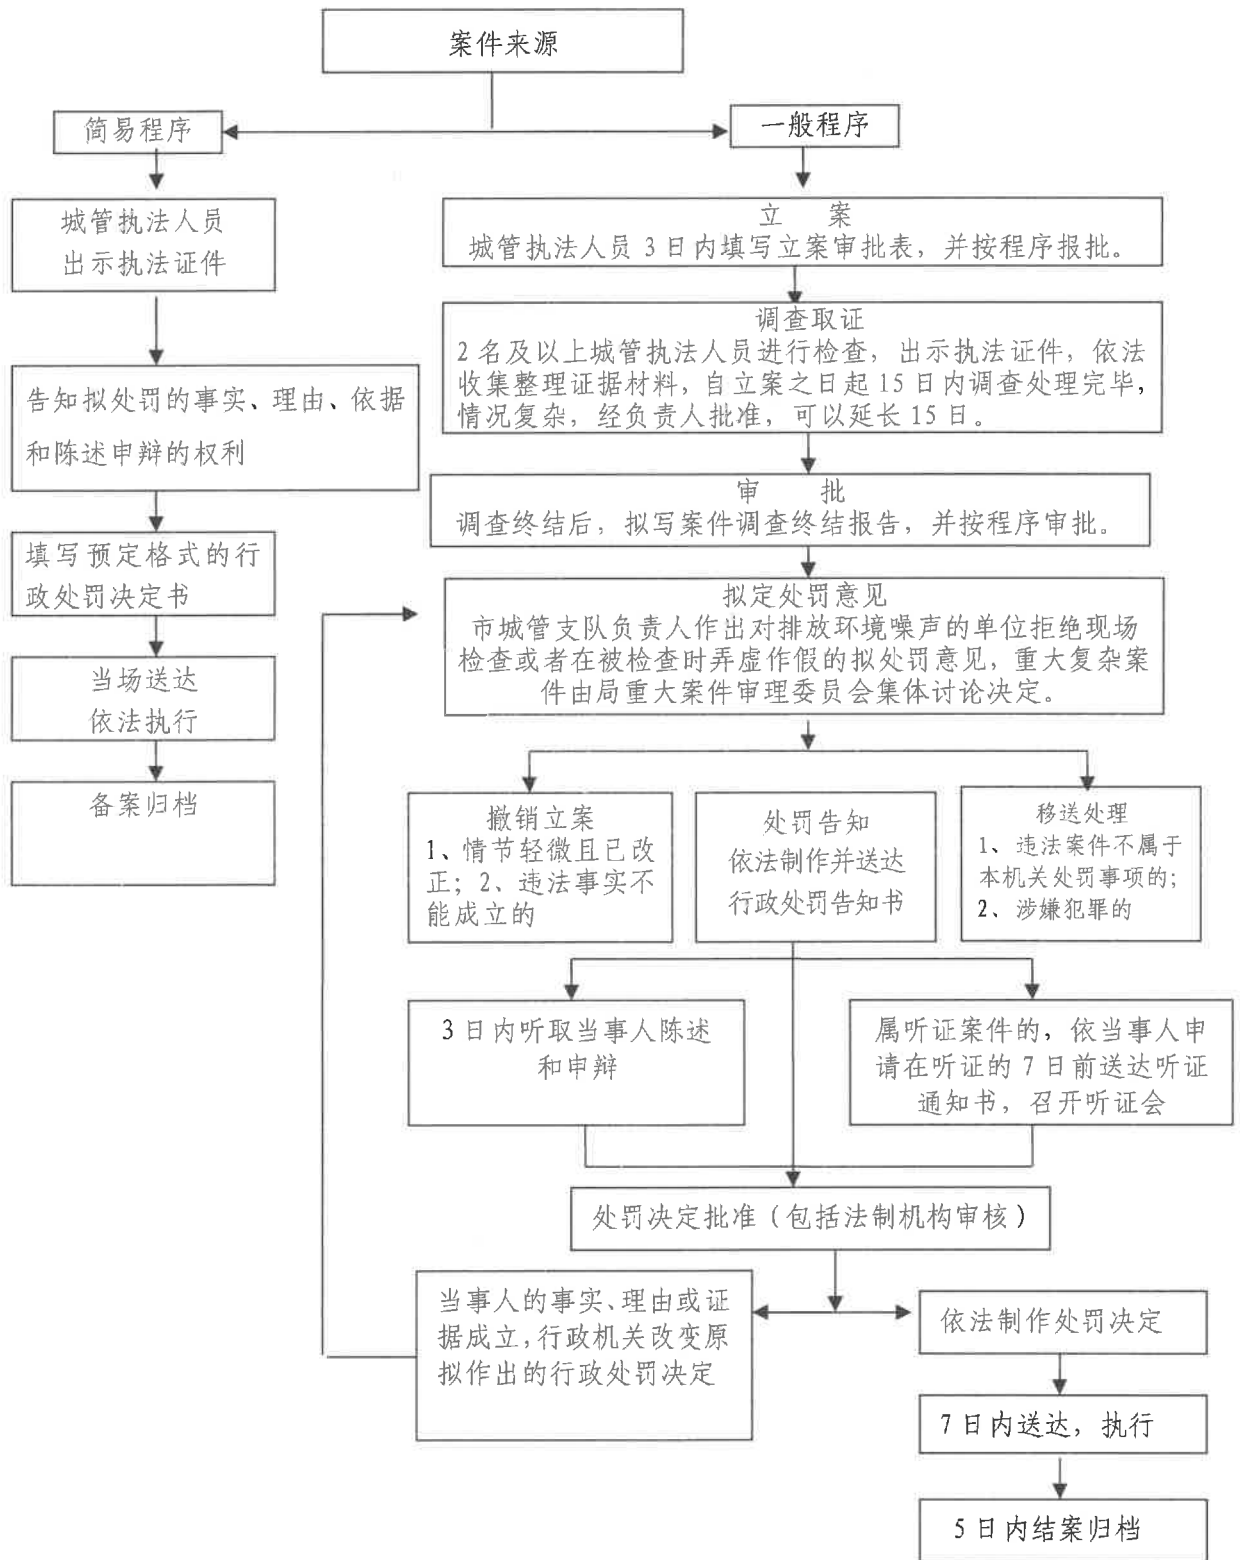 案件来源
简易程序
一般程序
城管执法人员
出示执法证件
告知拟处罚的事实、理由、依据
和陈述申辩的权利
填写预定格式的行
政处罚决定书
当场送达
依法执行
备案归档
立 案
城管执法人员3日内填写立案审批表，并按程序报批。
调查取证
2名及以上城管执法人员进行检查，出示执法证件，依法
收集整理证据材料，自立案之日起15日内调查处理完毕，
情况复杂，经负责人批准，可以延长15日。
审 批
调查终结后，拟写案件调查终结报告，并按程序审批。
拟定处罚意见
市城管支队负责人作出对排放环境噪声的单位拒绝现场
检查或者在被检查时弄虚作假的拟处罚意见，重大复杂案
件由局重大案件审理委员会集体讨论决定。
撤销立案
1、情节轻微且已改
正；2、违法事实不
能成立的
处罚告知
依法制作并送达
行政处罚告知书
移送处理
1、违法案件不属于
本机关处罚事项的；
2、涉嫌犯罪的
3日内听取当事人陈述
和申辩
属听证案件的，依当事人申
请在听证的7日前送达听证
通知书，召开听证会
处罚决定批准（包括法制机构审核）
当事人的事实、理由或证
据成立，行政机关改变原
拟作出的行政处罚决定
依法制作处罚决定
7日内送达，执行
5日内结案归档